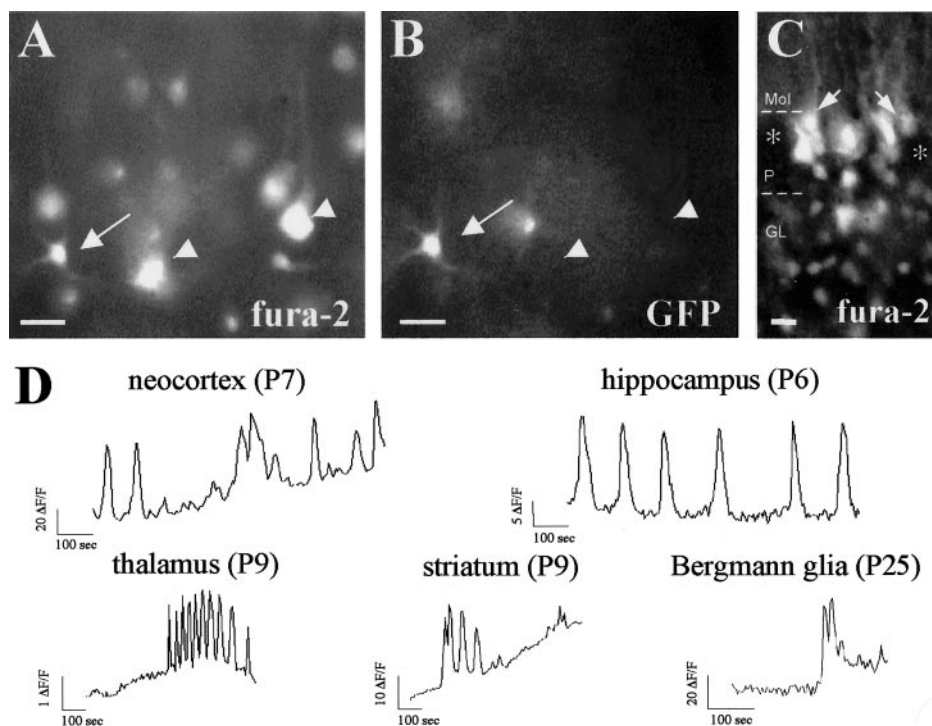 A
fura-2
B
GFP
C
Mol
*
*
P
GL
fura-2
D
neocortex (P7)
20 ΔF/F
100 sec
hippocampus (P6)
5 ΔF/F
100 sec
thalamus (P9)
1 ΔF/F
100 sec
striatum (P9)
10 ΔF/F
100 sec
Bergmann glia (P25)
20 ΔF/F
100 sec